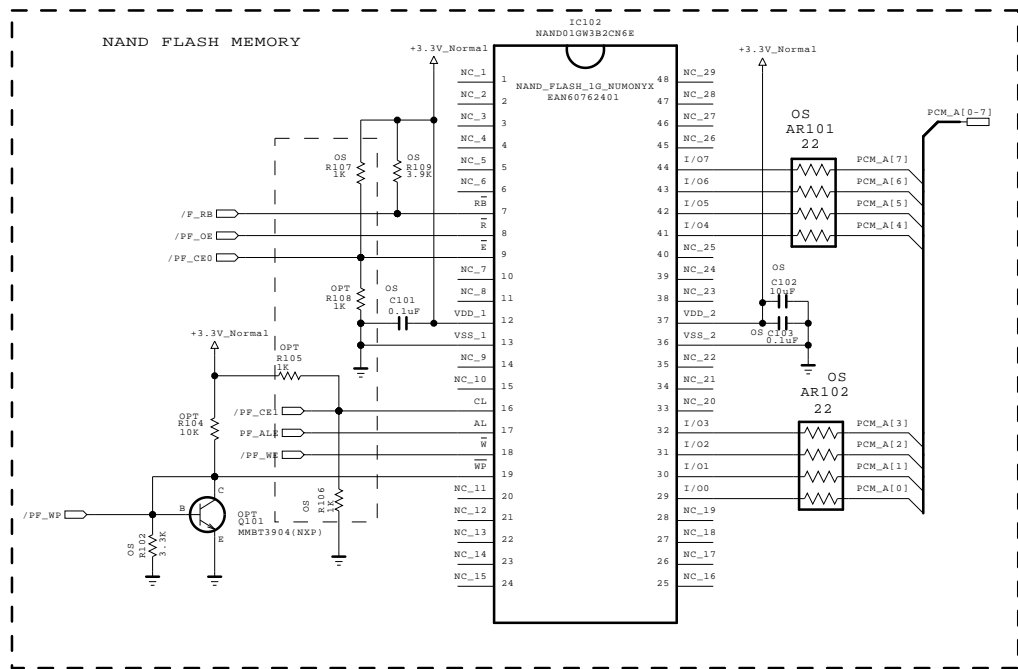 NAND FLASH MEMORY
IC102
NAND01GW3B2CN6E
NAND_FLASH_1G_NUMONYX
EAN60762401
+3.3V_Normal
+3.3V_Normal
+3.3V_Normal
NC_1
1
NC_2
2
NC_3
3
NC_4
4
NC_5
5
NC_6
6
RB
7
R
8
E
9
NC_7
10
NC_8
11
VDD_1
12
VSS_1
13
NC_9
14
NC_10
15
CL
16
AL
17
W
18
WP
19
NC_11
20
NC_12
21
NC_13
22
NC_14
23
NC_15
24
NC_29
48
NC_28
47
NC_27
46
NC_26
45
I/O7
44
I/O6
43
I/O5
42
I/O4
41
NC_25
40
NC_24
39
NC_23
38
VDD_2
37
VSS_2
36
NC_22
35
NC_21
34
NC_20
33
I/O3
32
I/O2
31
I/O1
30
I/O0
29
NC_19
28
NC_18
27
NC_17
26
NC_16
25
OS
R107
1K
OS
R109
3.9K
/F_RB
/PF_OE
/PF_CE0
OPT
R108
1K
OS
C101
0.1uF
OPT
R105
1K
OPT
R104
10K
/PF_CE1
PF_ALE
/PF_WE
OS
R106
1K
/PF_WP
OS
R102
3.3K
B
C
E
OPT
Q101
MMBT3904(NXP)
OS
AR101
22
PCM_A[0-7]
PCM_A[7]
PCM_A[6]
PCM_A[5]
PCM_A[4]
OS
C102
10uF
OS
C103
0.1uF
OS
AR102
22
PCM_A[3]
PCM_A[2]
PCM_A[1]
PCM_A[0]